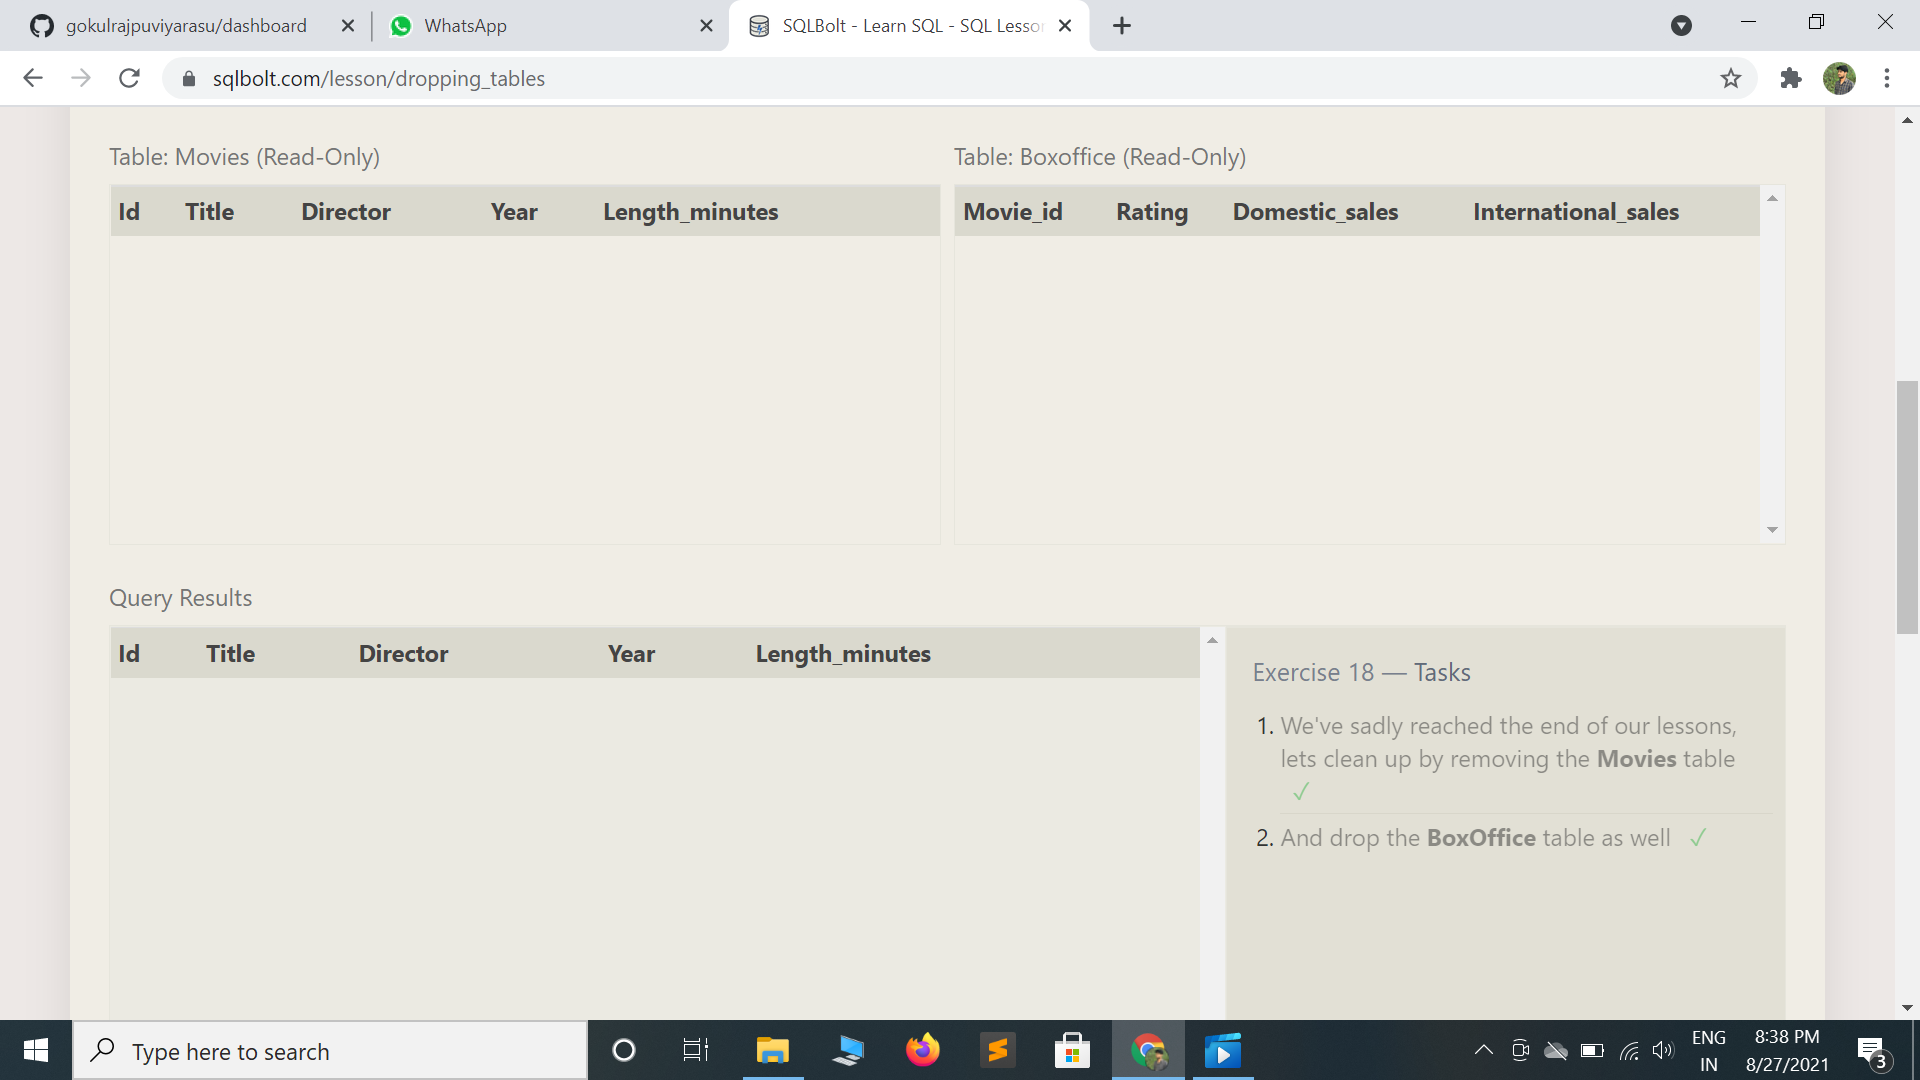 gokulrajpuviyarasu/dashboard
WhatsApp
SQLBolt - Learn SQL - SQL Lesson
sqlbolt.com/lesson/dropping_tables
Table: Movies (Read-Only)
Id Title Director Year Length_minutes
Table: Boxoffice (Read-Only)
Movie_id Rating Domestic_sales International_sales
Query Results
Id Title Director Year Length_minutes
Exercise 18 — Tasks
1. We've sadly reached the end of our lessons,
lets clean up by removing the Movies table
✓
2. And drop the BoxOffice table as well ✓
Type here to search
ENG
IN
8:38 PM
8/27/2021
3